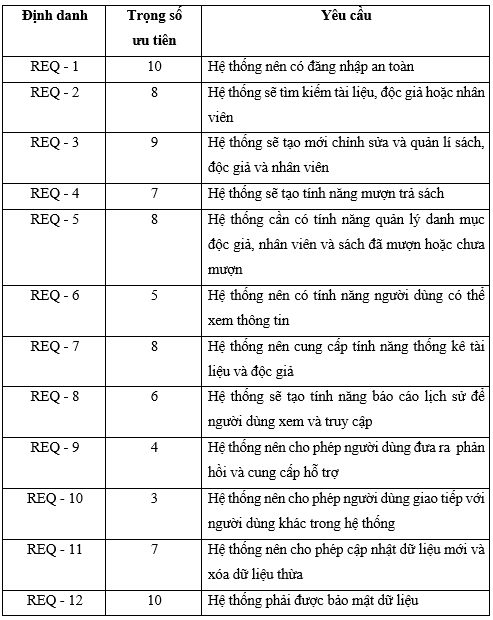 Định danh Trọng số ưu tiên Yêu cầu
REQ - 1 10 Hệ thống nên có đăng nhập an toàn
REQ - 2 8 Hệ thống sẽ tìm kiếm tài liệu, độc giả hoặc nhân
viên
REQ - 3 9 Hệ thống sẽ tạo mới chính sửa và quản lí sách,
độc giả và nhân viên
REQ - 4 7 Hệ thống sẽ tạo tính năng mượn trả sách
REQ - 5 8 Hệ thống cần có tính năng quản lý danh mục
độc giả, nhân viên và sách đã mượn hoặc chưa
mượn
REQ - 6 5 Hệ thống nên có tính năng người dùng có thể
xem thông tin
REQ - 7 8 Hệ thống nên cung cấp tính năng thống kê tài
liệu và độc giả
REQ - 8 6 Hệ thống sẽ tạo tính năng báo cáo lịch sử để
người dùng xem và truy cập
REQ - 9 4 Hệ thống nên cho phép người dùng đưa ra phản
hồi và cung cấp hỗ trợ
REQ - 10 3 Hệ thống nên cho phép người dùng giao tiếp với
người dùng khác trong hệ thống
REQ - 11 7 Hệ thống nên cho phép cập nhật dữ liệu mới và
xóa dữ liệu thừa
REQ - 12 10 Hệ thống phải được bảo mật dữ liệu